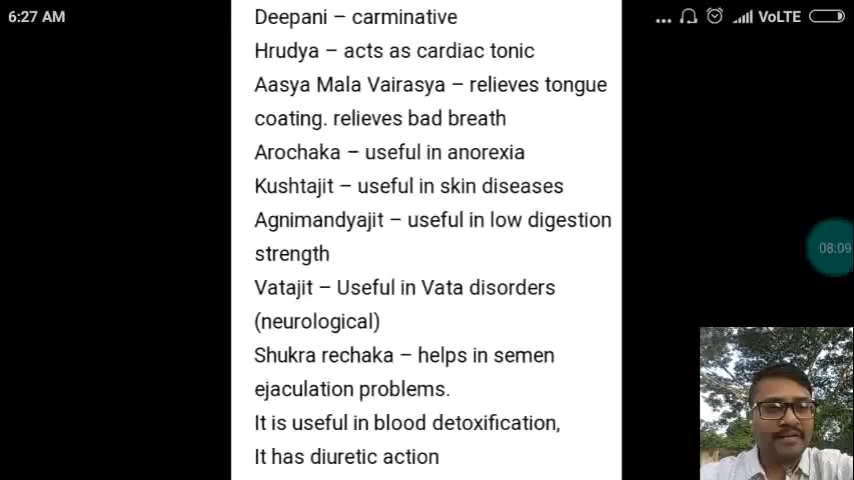 6:27 AM
... VoLTE
Deepani – carminative
Hrudya – acts as cardiac tonic
Aasya Mala Vairasya – relieves tongue
coating. relieves bad breath
Arochaka – useful in anorexia
Kushtajit – useful in skin diseases
Agnimandyajit – useful in low digestion
strength
Vatajit – Useful in Vata disorders
(neurological)
Shukra rechaka – helps in semen
ejaculation problems.
It is useful in blood detoxification,
It has diuretic action
08:09